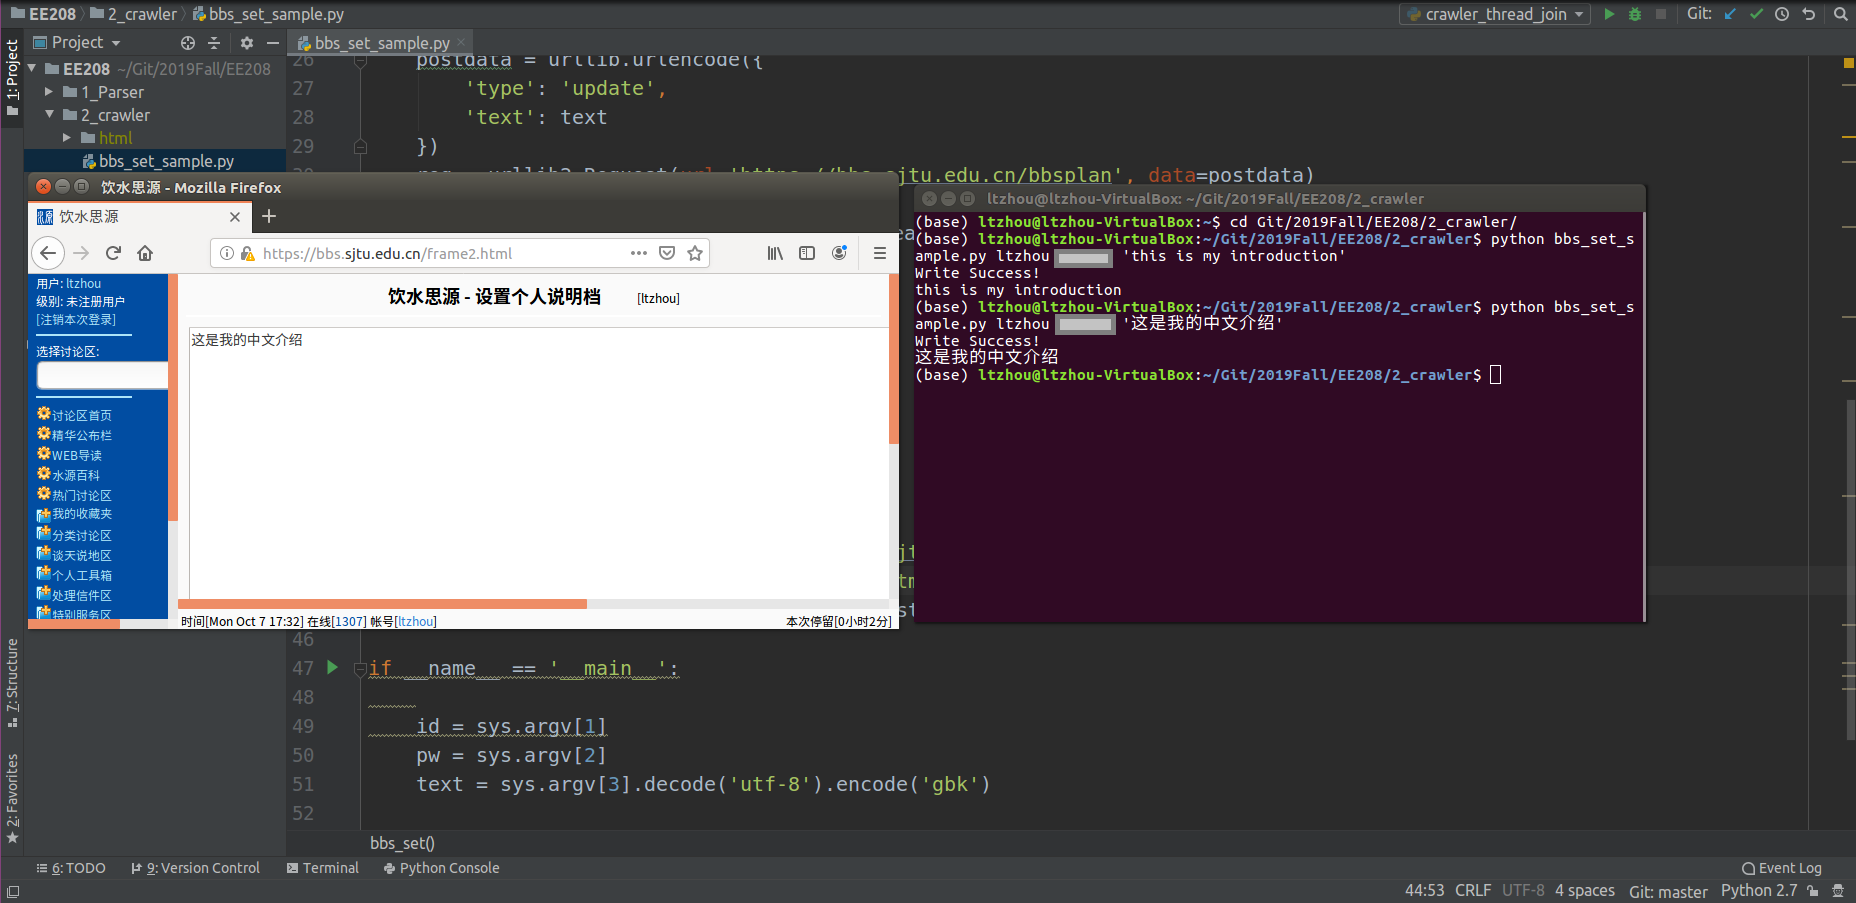 EE208 2_crawler bbs_set_sample.py
crawler_thread_join Git:
1: Project
Project
EE208 ~/Git/2019Fall/EE208
1_Parser
2_crawler
html
bbs_set_sample.py
bbs_set_sample.py
26 postdata = urllib.urlencode({
27 'type': 'update',
28 'text': text
29 })
, data=postdata)
饮水思源 - Mozilla Firefox
饮水思源
https://bbs.sjtu.edu.cn/frame2.html
用户: ltzhou
级别: 未注册用户
[注销本次登录]
选择讨论区:
讨论区首页
精华公布栏
WEB导读
水源百科
热门讨论区
我的收藏夹
分类讨论区
谈天说地区
个人工具箱
处理信件区
特别服务区
饮水思源 - 设置个人说明档 [ltzhou]
这是我的中文介绍
时间[Mon Oct 7 17:32] 在线[1307] 帐号[ltzhou]
本次停留[0小时2分]
ltzhou@ltzhou-VirtualBox: ~/Git/2019Fall/EE208/2_crawler
(base) ltzhou@ltzhou-VirtualBox:~$ cd Git/2019Fall/EE208/2_crawler/
(base) ltzhou@ltzhou-VirtualBox:~/Git/2019Fall/EE208/2_crawler$ python bbs_set_s
ample.py ltzhou 'this is my introduction'
Write Success!
this is my introduction
(base) ltzhou@ltzhou-VirtualBox:~/Git/2019Fall/EE208/2_crawler$ python bbs_set_s
ample.py ltzhou '这是我的中文介绍'
Write Success!
这是我的中文介绍
(base) ltzhou@ltzhou-VirtualBox:~/Git/2019Fall/EE208/2_crawler$
46
47 if __name__ == '__main__':
48
49 id = sys.argv[1]
50 pw = sys.argv[2]
51 text = sys.argv[3].decode('utf-8').encode('gbk')
52
bbs_set()
7: Structure
2: Favorites
6: TODO 9: Version Control Terminal Python Console Event Log
44:53 CRLF UTF-8 4 spaces Git: master Python 2.7